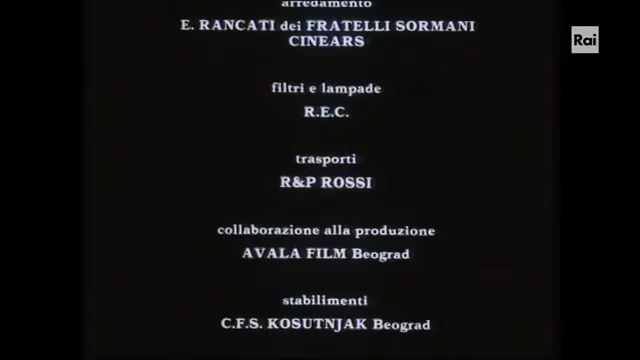 arredamento
E. RANCATI dei FRATELLI SORMANI
CINEARS
Rai
filtri e lampade
R.E.C.
trasporti
R&P ROSSI
collaborazione alla produzione
AVALA FILM Beograd
stabilimenti
C.F.S. KOSUTNJAK Beograd